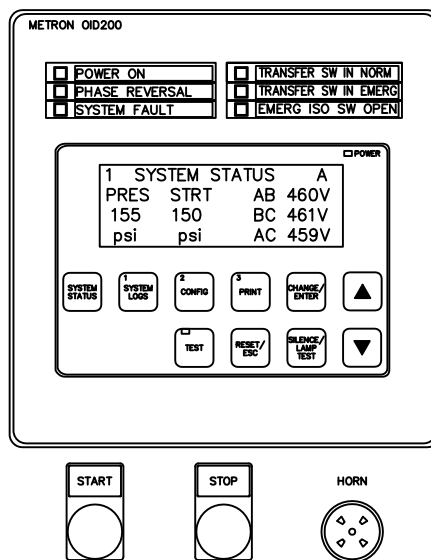 METRON OID200
POWER ON
PHASE REVERSAL
SYSTEM FAULT
TRANSFER SW IN NORM
TRANSFER SW IN EMERG
EMERG ISO SW OPEN
POWER
1 SYSTEM STATUS A
PRES STRT AB 460V
155 150 BC 461V
psi psi AC 459V
SYSTEM
STATUS
1
SYSTEM
LOGS
2
CONFIG
3
PRINT
CHANGE/
ENTER
TEST
RESET/
ESC
SILENCE/
LAMP
TEST
START
STOP
HORN